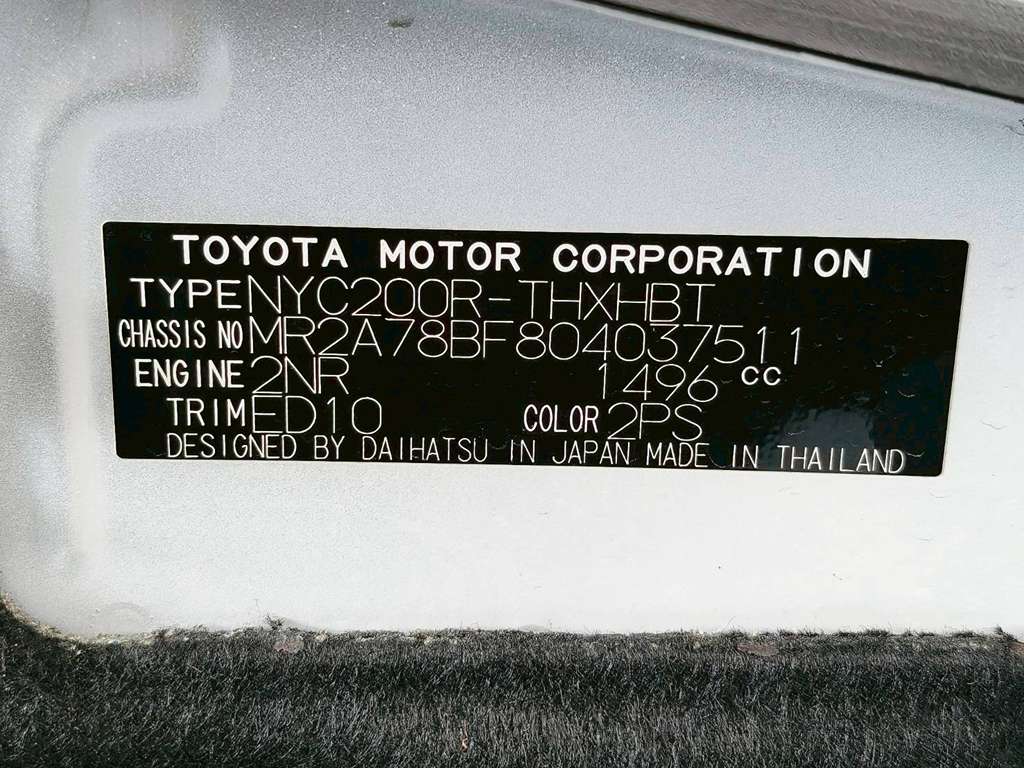 TOYOTA MOTOR CORPORATION
TYPE NYC200R-THXHBT
CHASSIS NO MR2A78BF804037511
ENGINE 2NR 1496 CC
TRIM ED10 COLOR 2PS
DESIGNED BY DAIHATSU IN JAPAN MADE IN THAILAND